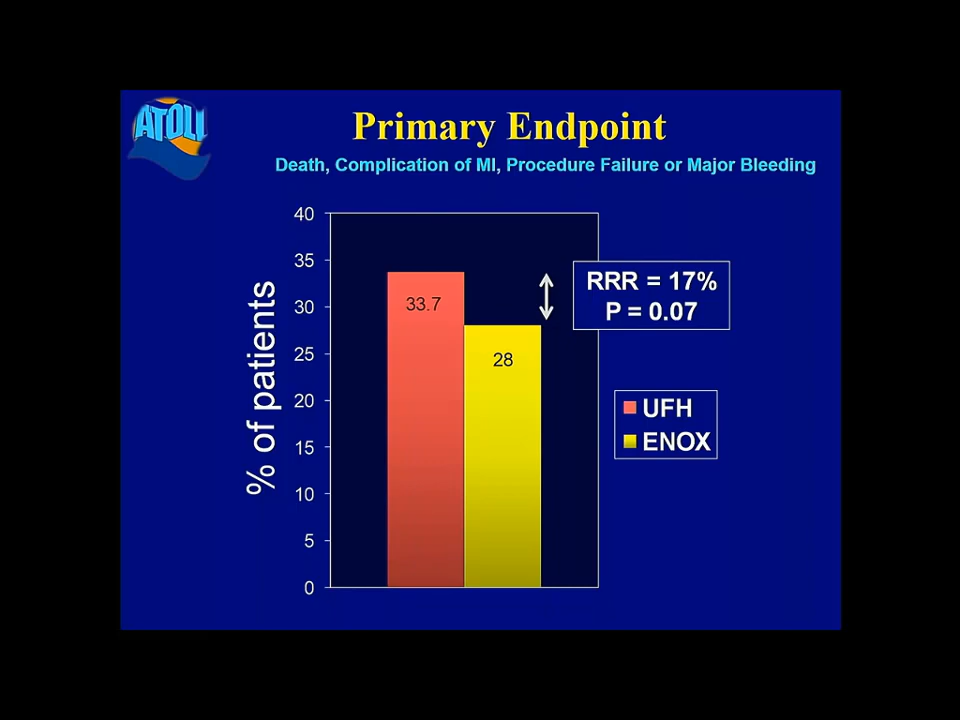 ATOLL
Primary Endpoint
Death, Complication of MI, Procedure Failure or Major Bleeding
% of patients
40
35
30
25
20
15
10
5
0
33.7
28
RRR = 17%
P = 0.07
UFH
ENOX